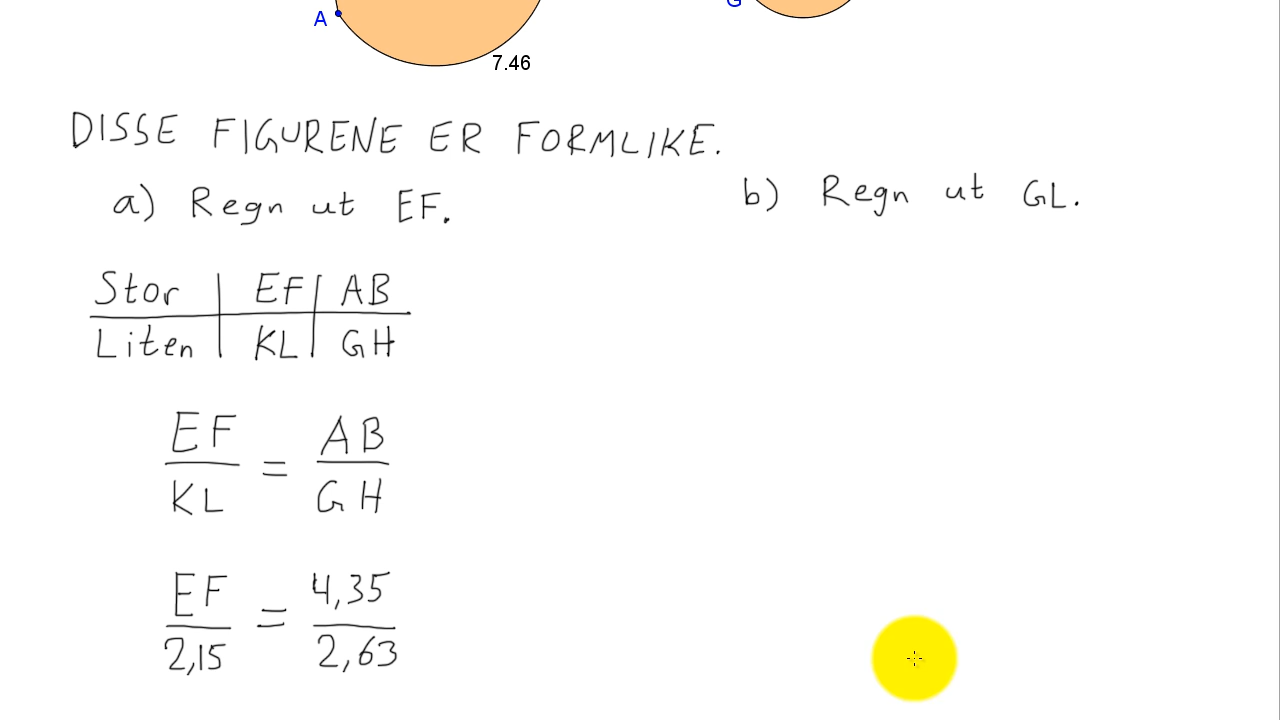 A
G
7.46
DISSE FIGURENE ER FORMLIKE.
a) Regn ut EF.
b) Regn ut GL.
Stor | EF | AB
Liten | KL | GH
EF/KL = AB/GH
EF/2,15 = 4,35/2,63